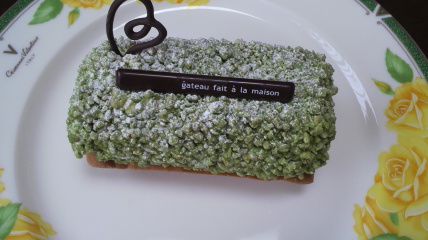 gateau fait à la maison